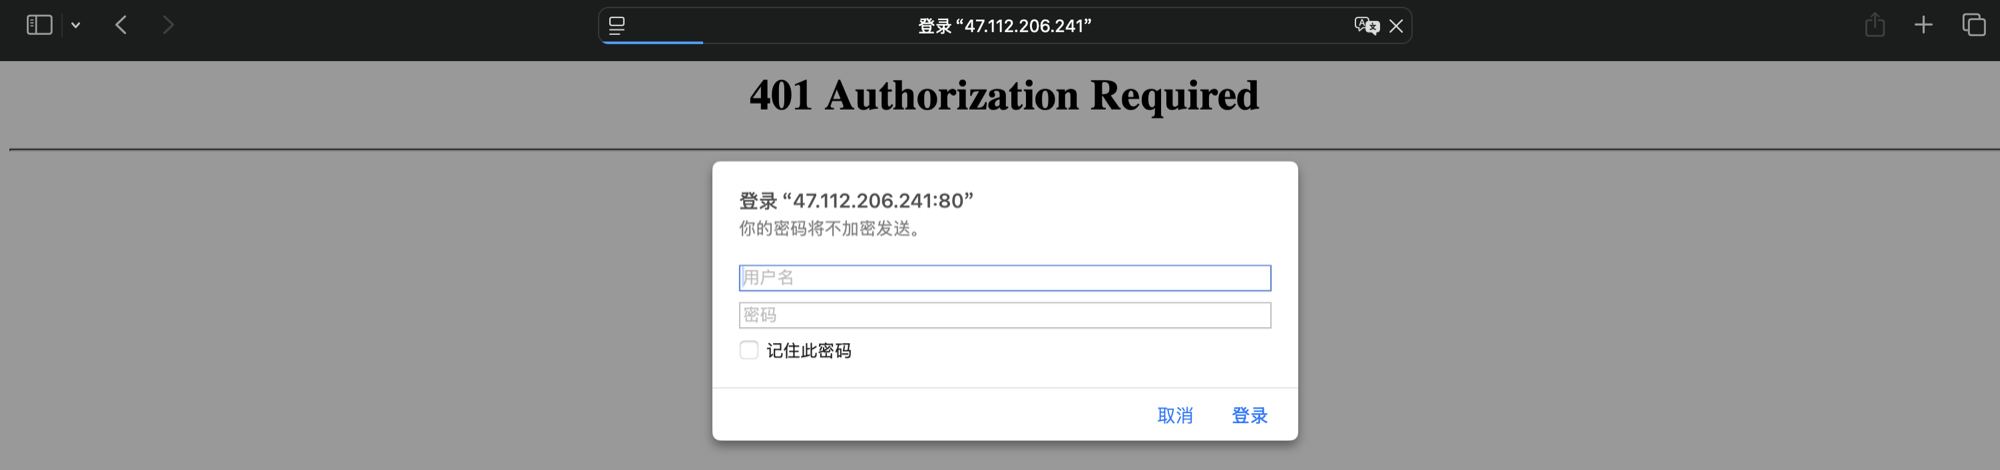 登录 “47.112.206.241”
401 Authorization Required
登录 “47.112.206.241:80”
你的密码将不加密发送。
用户名
密码
记住此密码
取消 登录